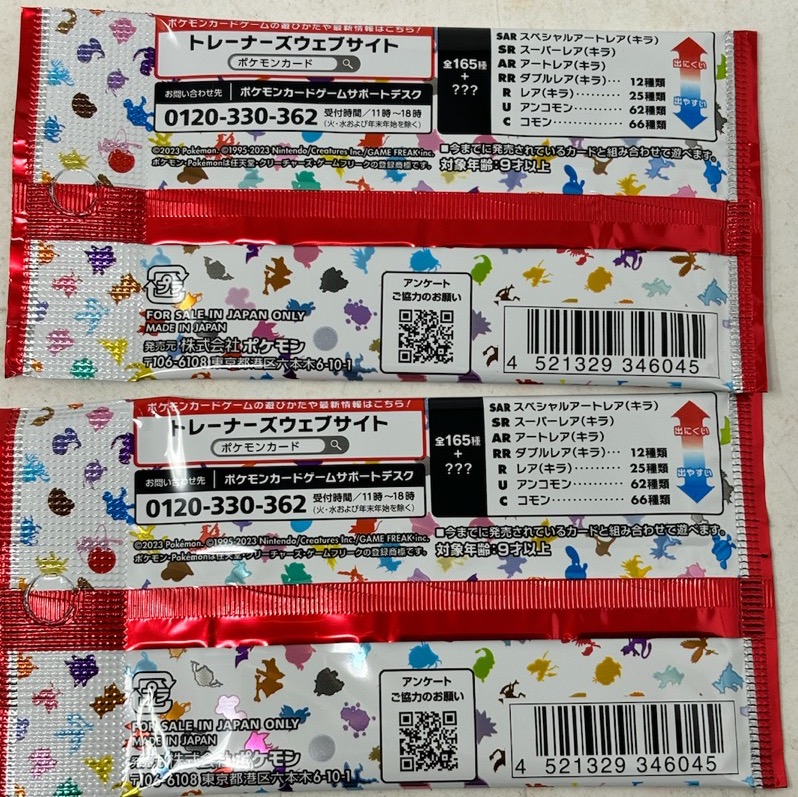 ポケモンカードゲームの遊びかたや最新情報はこちら!
トレーナーズウェブサイト
ポケモンカード
お問い合わせ先 ポケモンカードゲームサポートデスク
0120-330-362 受付時間/11時~18時
(火・水および年末年始を除く)
©2023 Pokémon. ©1995-2023 Nintendo/Creatures Inc./GAME FREAK inc.
ポケモン・Pokémonは任天堂・クリーチャーズ・ゲームフリークの登録商標です。
全165種
+
???
SAR スペシャルアートレア(キラ)
SR スーパーレア(キラ)
AR アートレア(キラ)
RR ダブルレア(キラ)… 12種類
R レア(キラ)……… 25種類
U アンコモン……… 62種類
C コモン……… 66種類
出にくい
出やすい
■今までに発売されているカードと組み合わせて遊べます。
対象年齢:9才以上
プラ
FOR SALE IN JAPAN ONLY
MADE IN JAPAN
発売元 株式会社ポケモン
〒106-6108 東京都港区六本木6-10-1
アンケート
ご協力のお願い
4 521329 346045
ポケモンカードゲームの遊びかたや最新情報はこちら!
トレーナーズウェブサイト
ポケモンカード
お問い合わせ先 ポケモンカードゲームサポートデスク
0120-330-362 受付時間/11時~18時
(火・水および年末年始を除く)
©2023 Pokémon. ©1995-2023 Nintendo/Creatures Inc./GAME FREAK inc.
ポケモン・Pokémonは任天堂・クリーチャーズ・ゲームフリークの登録商標です。
全165種
+
???
SAR スペシャルアートレア(キラ)
SR スーパーレア(キラ)
AR アートレア(キラ)
RR ダブルレア(キラ)… 12種類
R レア(キラ)……… 25種類
U アンコモン……… 62種類
C コモン……… 66種類
出にくい
出やすい
■今までに発売されているカードと組み合わせて遊べます。
対象年齢:9才以上
FOR SALE IN JAPAN ONLY
MADE IN JAPAN
発売元 株式会社ポケモン
〒106-6108 東京都港区六本木6-10-1
アンケート
ご協力のお願い
4 521329 346045